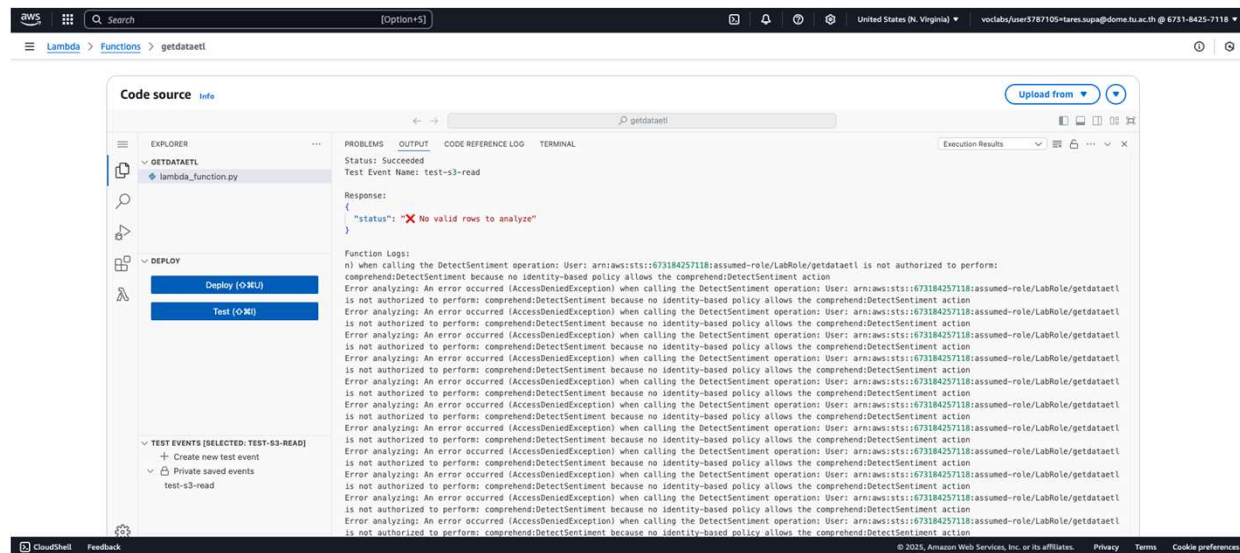 aws
Search
[Option+S]
United States (N. Virginia) ▼
voclabs/user3787105=tares.supa@dome.tu.ac.th @ 6731-8425-7118 ▼
Lambda > Functions > getdataetl
Code source Info
Upload from ▼
getdataetl
EXPLORER
GETDATAETL
lambda_function.py
DEPLOY
Deploy (⇧⌘U)
Test (⇧⌘I)
TEST EVENTS [SELECTED: TEST-S3-READ]
+ Create new test event
Private saved events
test-s3-read
PROBLEMS OUTPUT CODE REFERENCE LOG TERMINAL
Execution Results
Status: Succeeded
Test Event Name: test-s3-read
Response:
{
"status": "❌ No valid rows to analyze"
}
Function Logs:
n) when calling the DetectSentiment operation: User: arn:aws:sts::673184257118:assumed-role/LabRole/getdataetl is not authorized to perform:
comprehend:DetectSentiment because no identity-based policy allows the comprehend:DetectSentiment action
Error analyzing: An error occurred (AccessDeniedException) when calling the DetectSentiment operation: User: arn:aws:sts::673184257118:assumed-role/LabRole/getdataetl
is not authorized to perform: comprehend:DetectSentiment because no identity-based policy allows the comprehend:DetectSentiment action
Error analyzing: An error occurred (AccessDeniedException) when calling the DetectSentiment operation: User: arn:aws:sts::673184257118:assumed-role/LabRole/getdataetl
is not authorized to perform: comprehend:DetectSentiment because no identity-based policy allows the comprehend:DetectSentiment action
Error analyzing: An error occurred (AccessDeniedException) when calling the DetectSentiment operation: User: arn:aws:sts::673184257118:assumed-role/LabRole/getdataetl
is not authorized to perform: comprehend:DetectSentiment because no identity-based policy allows the comprehend:DetectSentiment action
Error analyzing: An error occurred (AccessDeniedException) when calling the DetectSentiment operation: User: arn:aws:sts::673184257118:assumed-role/LabRole/getdataetl
is not authorized to perform: comprehend:DetectSentiment because no identity-based policy allows the comprehend:DetectSentiment action
Error analyzing: An error occurred (AccessDeniedException) when calling the DetectSentiment operation: User: arn:aws:sts::673184257118:assumed-role/LabRole/getdataetl
is not authorized to perform: comprehend:DetectSentiment because no identity-based policy allows the comprehend:DetectSentiment action
Error analyzing: An error occurred (AccessDeniedException) when calling the DetectSentiment operation: User: arn:aws:sts::673184257118:assumed-role/LabRole/getdataetl
is not authorized to perform: comprehend:DetectSentiment because no identity-based policy allows the comprehend:DetectSentiment action
Error analyzing: An error occurred (AccessDeniedException) when calling the DetectSentiment operation: User: arn:aws:sts::673184257118:assumed-role/LabRole/getdataetl
is not authorized to perform: comprehend:DetectSentiment because no identity-based policy allows the comprehend:DetectSentiment action
Error analyzing: An error occurred (AccessDeniedException) when calling the DetectSentiment operation: User: arn:aws:sts::673184257118:assumed-role/LabRole/getdataetl
is not authorized to perform: comprehend:DetectSentiment because no identity-based policy allows the comprehend:DetectSentiment action
Error analyzing: An error occurred (AccessDeniedException) when calling the DetectSentiment operation: User: arn:aws:sts::673184257118:assumed-role/LabRole/getdataetl
is not authorized to perform: comprehend:DetectSentiment because no identity-based policy allows the comprehend:DetectSentiment action
Error analyzing: An error occurred (AccessDeniedException) when calling the DetectSentiment operation: User: arn:aws:sts::673184257118:assumed-role/LabRole/getdataetl
is not authorized to perform: comprehend:DetectSentiment because no identity-based policy allows the comprehend:DetectSentiment action
Error analyzing: An error occurred (AccessDeniedException) when calling the DetectSentiment operation: User: arn:aws:sts::673184257118:assumed-role/LabRole/getdataetl
is not authorized to perform: comprehend:DetectSentiment because no identity-based policy allows the comprehend:DetectSentiment action
CloudShell Feedback
© 2025, Amazon Web Services, Inc. or its affiliates. Privacy Terms Cookie preferences